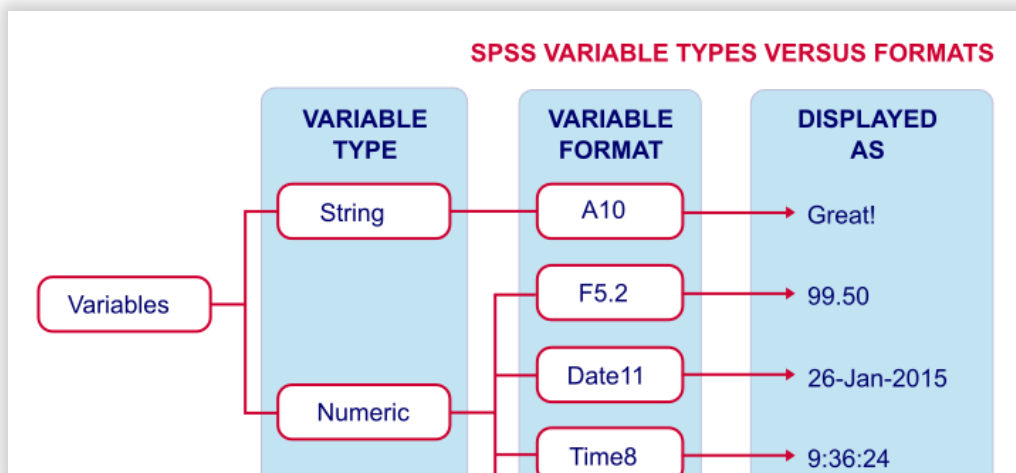 SPSS VARIABLE TYPES VERSUS FORMATS
VARIABLE
TYPE
VARIABLE
FORMAT
DISPLAYED
AS
String
A10
Great!
Variables
F5.2
99.50
Date11
26-Jan-2015
Numeric
Time8
9:36:24